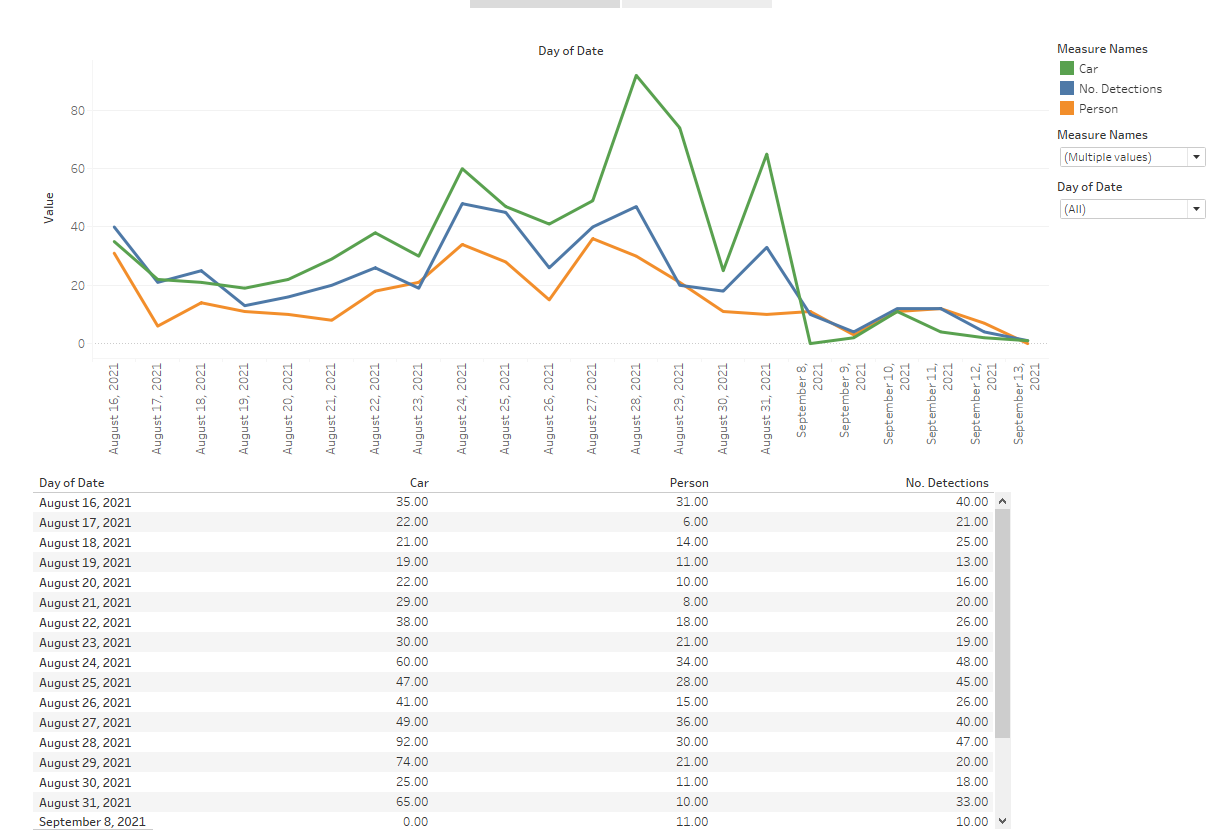 Day of Date
Measure Names
Car
No. Detections
Person
Measure Names
(Multiple values)
Day of Date
(All)
Value
80
60
40
20
0
August 16, 2021
August 17, 2021
August 18, 2021
August 19, 2021
August 20, 2021
August 21, 2021
August 22, 2021
August 23, 2021
August 24, 2021
August 25, 2021
August 26, 2021
August 27, 2021
August 28, 2021
August 29, 2021
August 30, 2021
August 31, 2021
September 8,
2021
September 9,
2021
September 10,
2021
September 11,
2021
September 12,
2021
September 13,
2021
Day of Date Car Person No. Detections
August 16, 2021 35.00 31.00 40.00
August 17, 2021 22.00 6.00 21.00
August 18, 2021 21.00 14.00 25.00
August 19, 2021 19.00 11.00 13.00
August 20, 2021 22.00 10.00 16.00
August 21, 2021 29.00 8.00 20.00
August 22, 2021 38.00 18.00 26.00
August 23, 2021 30.00 21.00 19.00
August 24, 2021 60.00 34.00 48.00
August 25, 2021 47.00 28.00 45.00
August 26, 2021 41.00 15.00 26.00
August 27, 2021 49.00 36.00 40.00
August 28, 2021 92.00 30.00 47.00
August 29, 2021 74.00 21.00 20.00
August 30, 2021 25.00 11.00 18.00
August 31, 2021 65.00 10.00 33.00
September 8, 2021 0.00 11.00 10.00